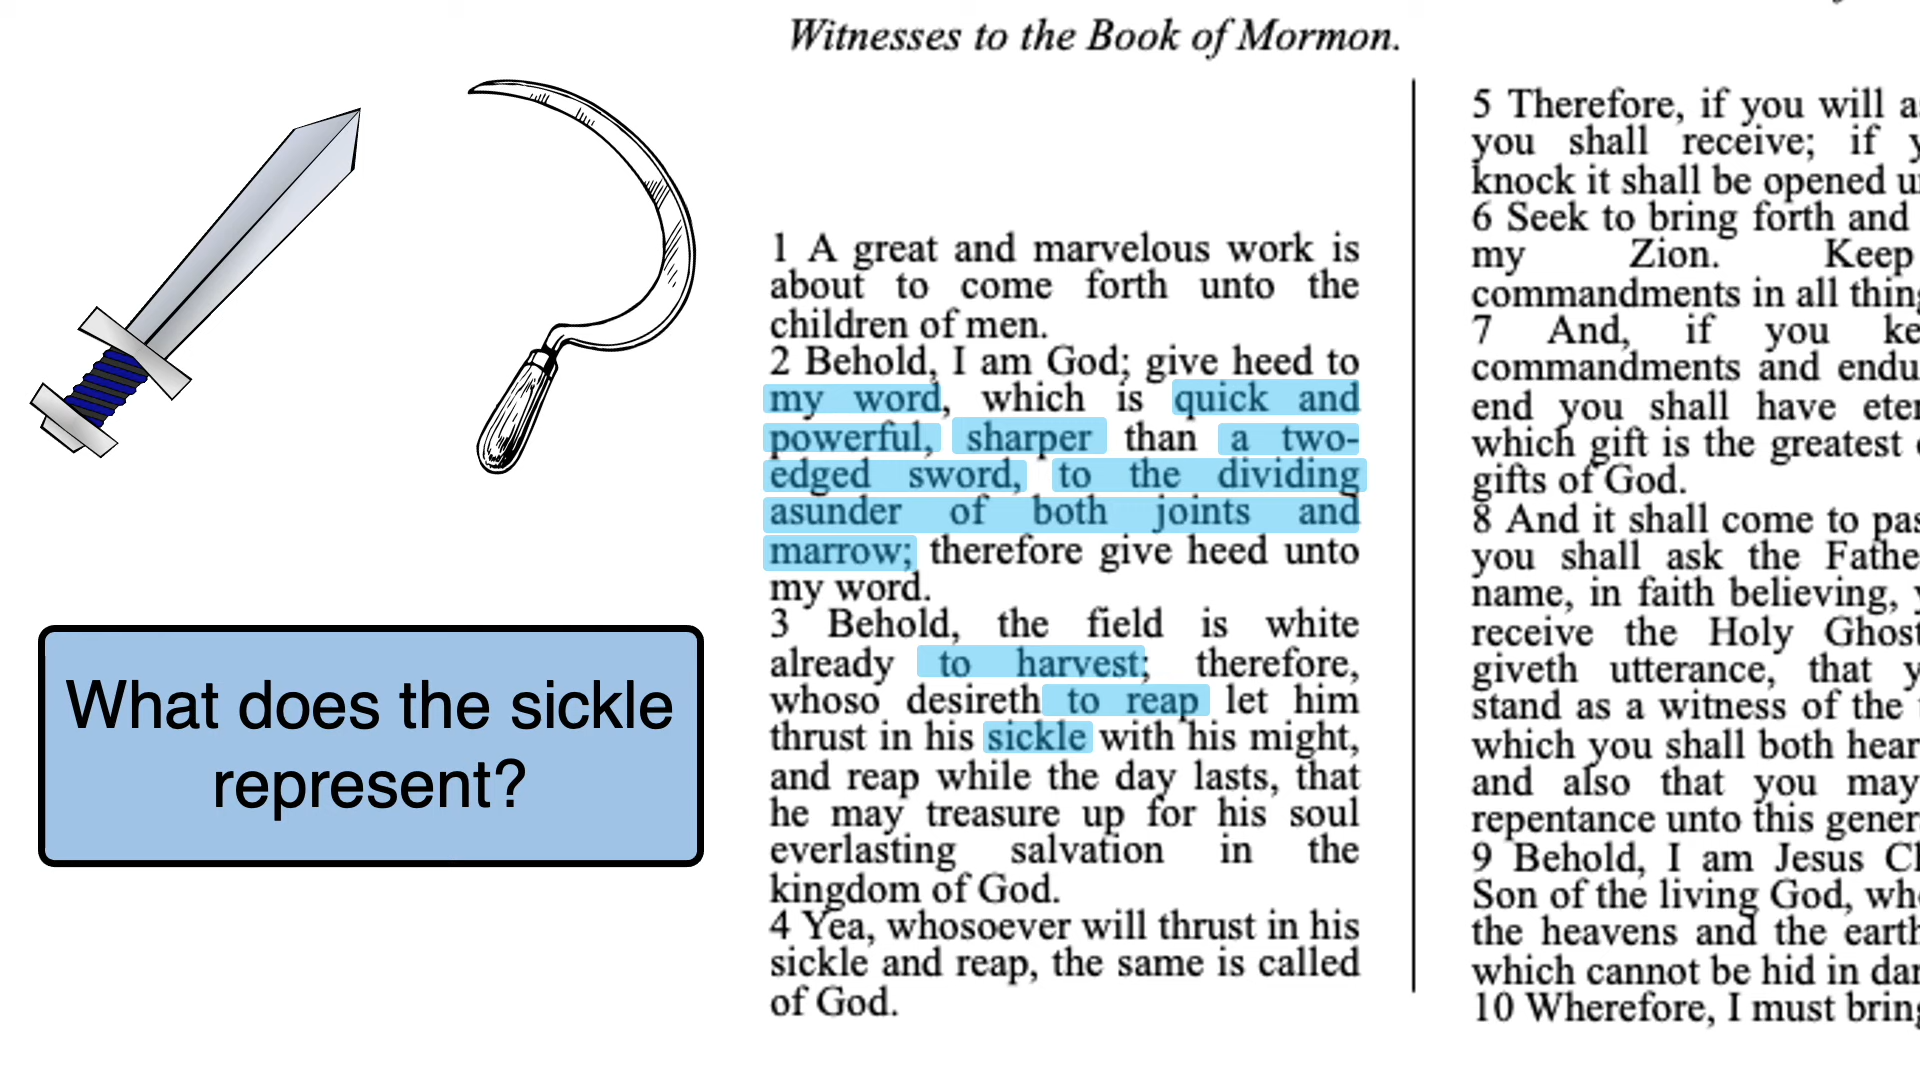 Witnesses to the Book of Mormon.
What does the sickle
represent?
1 A great and marvelous work is
about to come forth unto the
children of men.
2 Behold, I am God; give heed to
my word, which is quick and
powerful, sharper than a two-
edged sword, to the dividing
asunder of both joints and
marrow; therefore give heed unto
my word.
3 Behold, the field is white
already to harvest; therefore,
whoso desireth to reap let him
thrust in his sickle with his might,
and reap while the day lasts, that
he may treasure up for his soul
everlasting salvation in the
kingdom of God.
4 Yea, whosoever will thrust in his
sickle and reap, the same is called
of God.
5 Therefore, if you will
you shall receive; if
knock it shall be opened
6 Seek to bring forth and
my Zion. Keep
commandments in all
7 And, if you
commandments and
end you shall have
which gift is the greatest
gifts of God.
8 And it shall come to
you shall ask the
name, in faith believing,
receive the Holy
giveth utterance, that
stand as a witness of the
which you shall both
and also that you may
repentance unto this
9 Behold, I am Jesus
Son of the living God,
the heavens and the
which cannot be hid in
10 Wherefore, I must